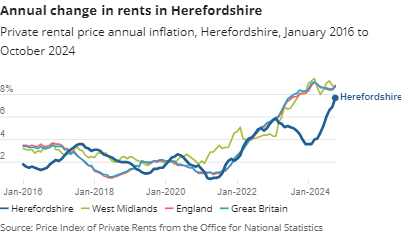 Annual change in rents in Herefordshire
Private rental price annual inflation, Herefordshire, January 2016 to
October 2024
8%
6
4
2
Herefordshire
Jan-2016 Jan-2018 Jan-2020 Jan-2022 Jan-2024
Herefordshire West Midlands England Great Britain
Source: Price Index of Private Rents from the Office for National Statistics